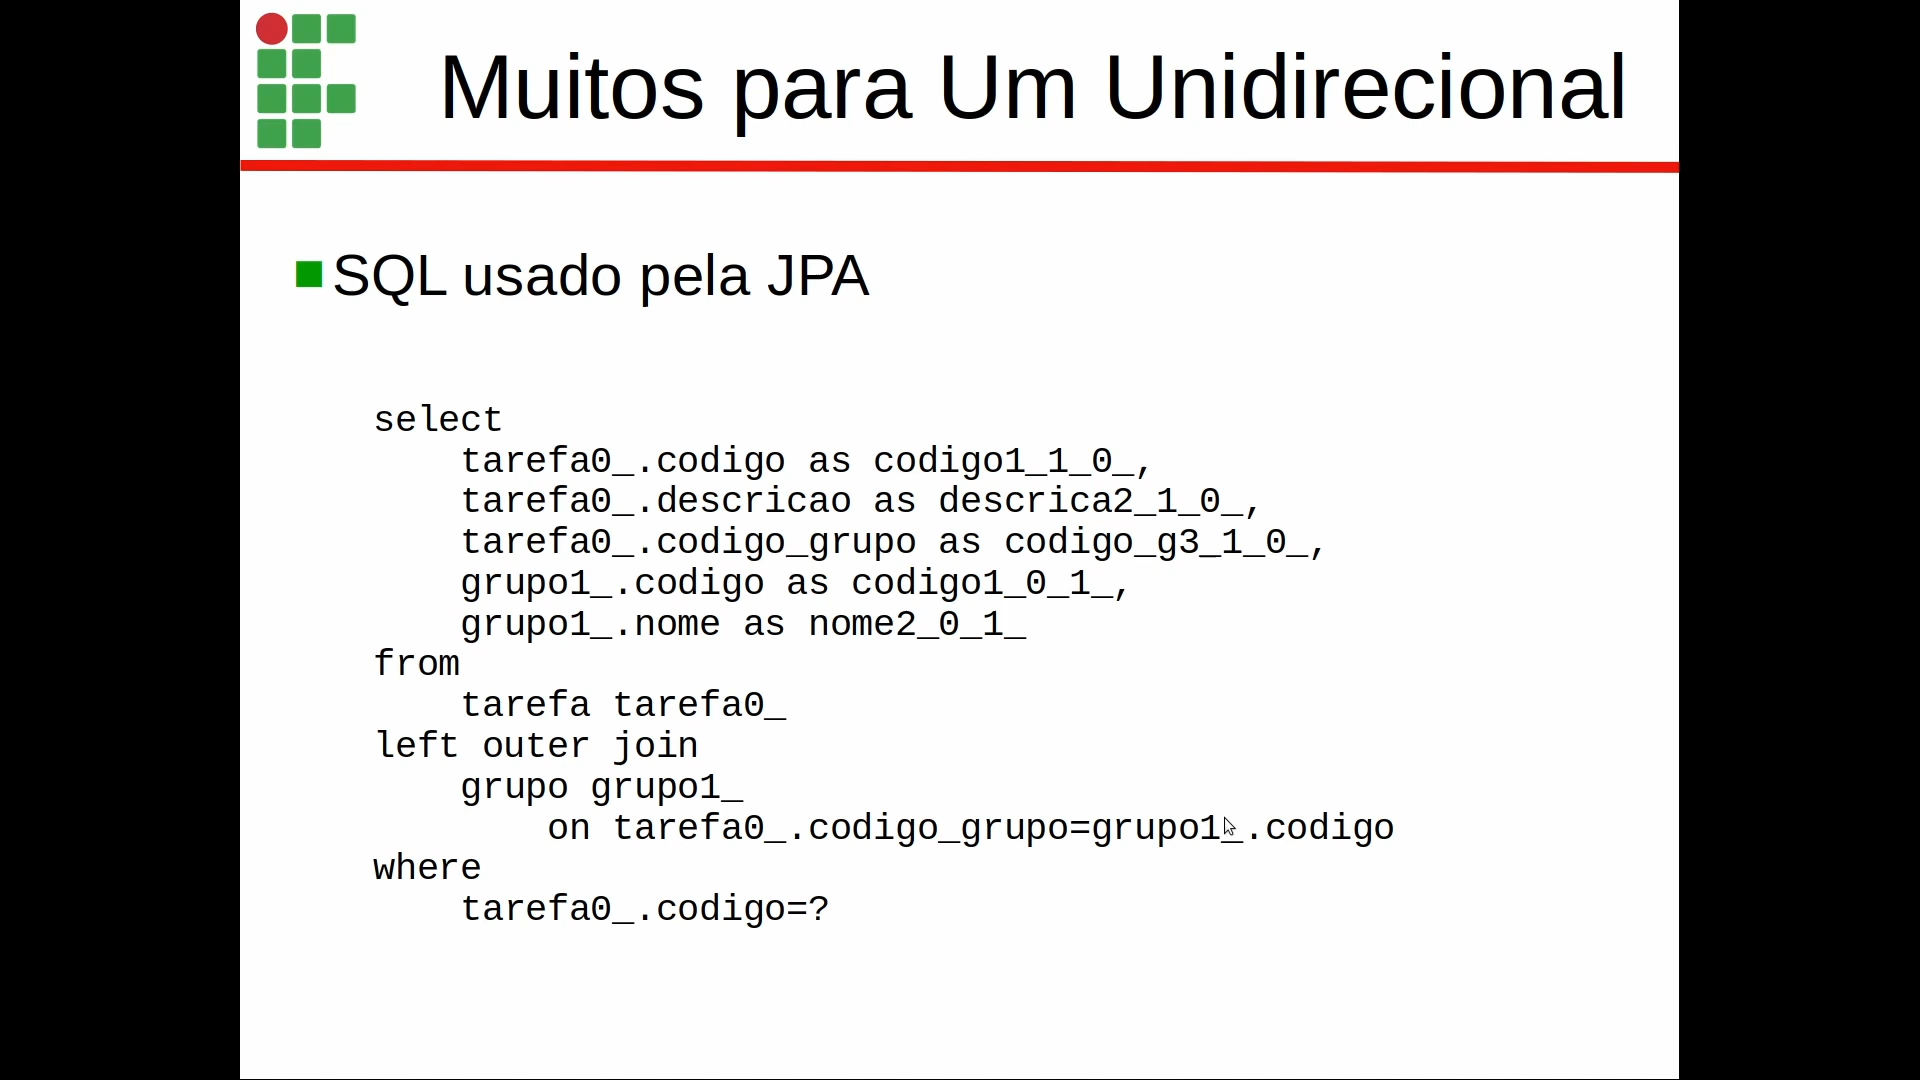 Muitos para Um Unidirecional
SQL usado pela JPA
select
tarefa0_.codigo as codigo1_1_0_,
tarefa0_.descricao as descrica2_1_0_,
tarefa0_.codigo_grupo as codigo_g3_1_0_,
grupo1_.codigo as codigo1_0_1_,
grupo1_.nome as nome2_0_1_
from
tarefa tarefa0_
left outer join
grupo grupo1_
on tarefa0_.codigo_grupo=grupo1_.codigo
where
tarefa0_.codigo=?